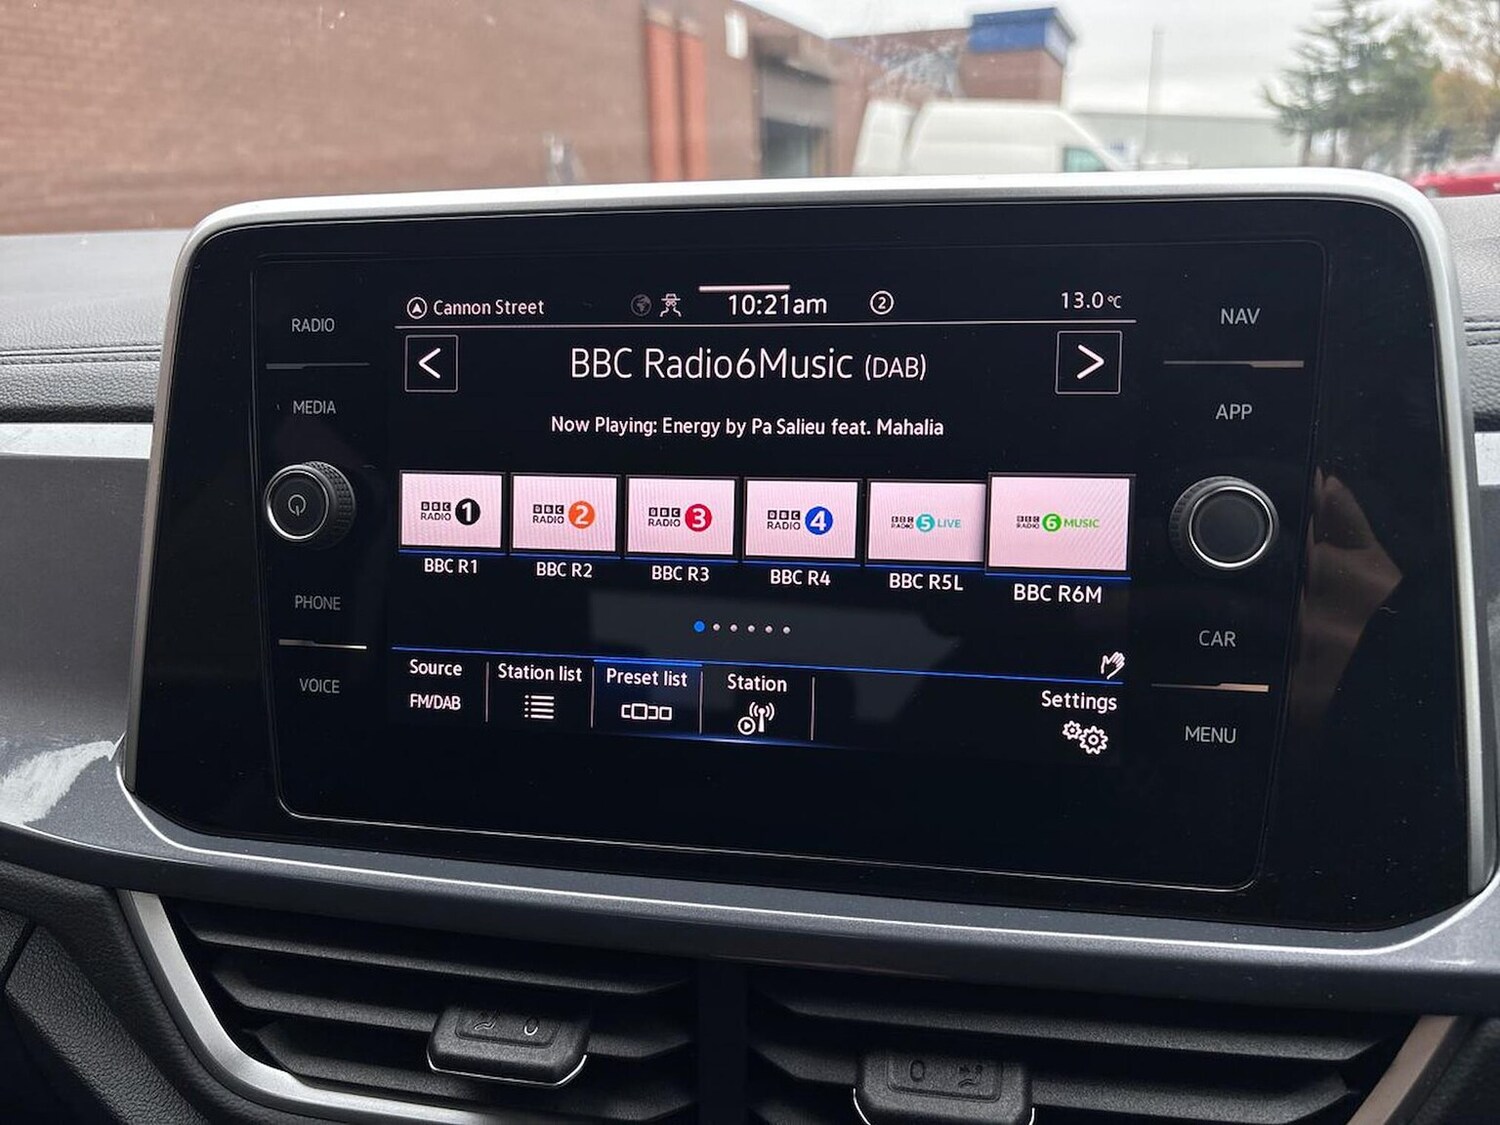 RADIO
MEDIA
PHONE
VOICE
Cannon Street
10:21am
2
13.0 °C
<
BBC Radio6Music (DAB)
>
Now Playing: Energy by Pa Salieu feat. Mahalia
BBC RADIO 1
BBC RADIO 2
BBC RADIO 3
BBC RADIO 4
BBC RADIO 5 LIVE
BBC RADIO 6 MUSIC
BBC R1
BBC R2
BBC R3
BBC R4
BBC R5L
BBC R6M
Source
FM/DAB
Station list
Preset list
Station
Settings
NAV
APP
CAR
MENU
0
0